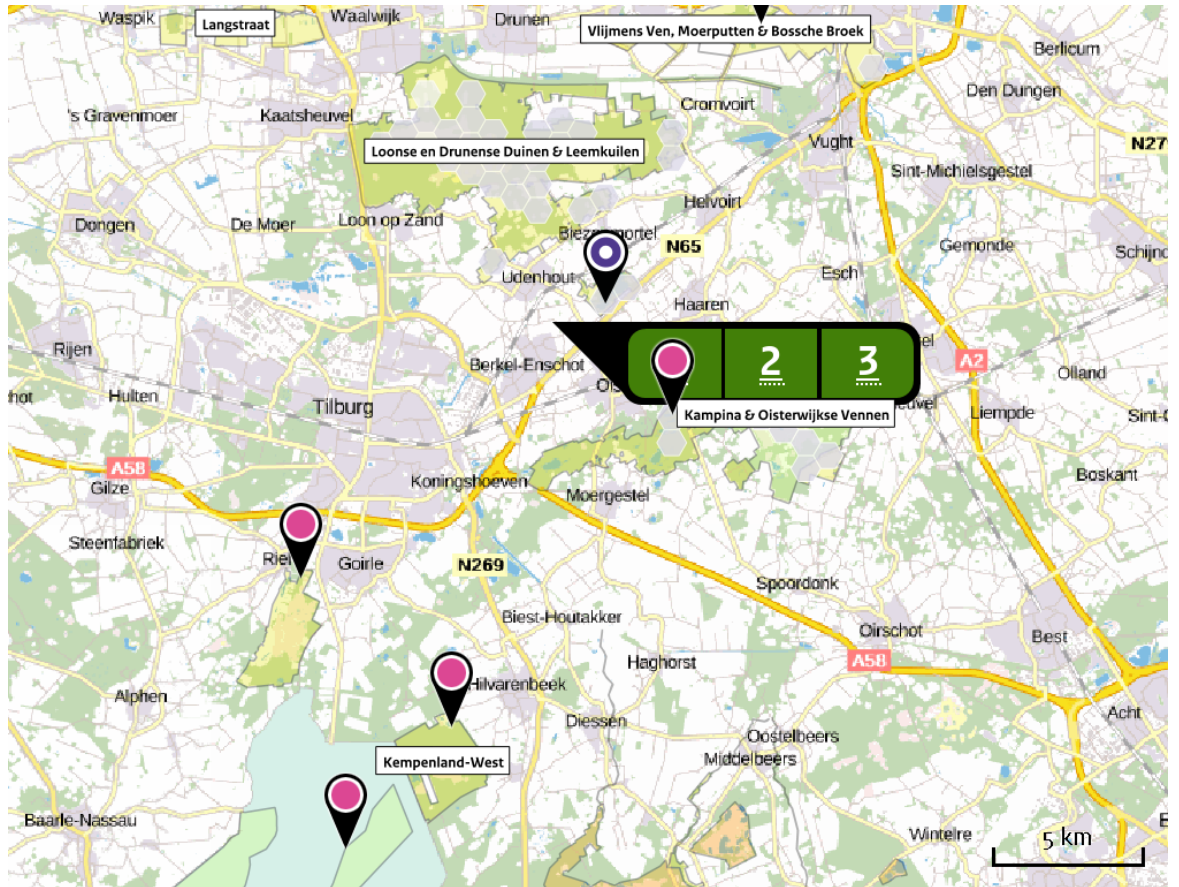 Waspik
Waalwijk
Drunen
Langstraat
Vlijmens Ven, Moerputten & Bossche Broek
Berlicum
Den Dungen
's Gravenmoer
Kaatsheuvel
Cromvoirt
Vught
N27
Loonse en Drunense Duinen & Leemkuilen
Sint-Michielsgestel
Dongen
De Moer
Loon op Zand
Helvoirt
N65
Gemonde
Schijnd
Udenhout
Esch
Haaren
Rijen
Berkel-Enschot
2
3
A2
Olland
Hulten
Tilburg
Kampina & Oisterwijkse Vennen
Liempde
Sint-O
A58
Gilze
Koningshoeven
Moergestel
Boskant
Steenfabriek
Riel
Goirle
N269
Spoordonk
Biest-Houtakker
Oirschot
Best
Haghorst
A58
Alphen
Hilvarenbeek
Diessen
Acht
Oostelbeers
Middelbeers
Kempenland-West
Baarle-Nassau
Wintelre
5 km